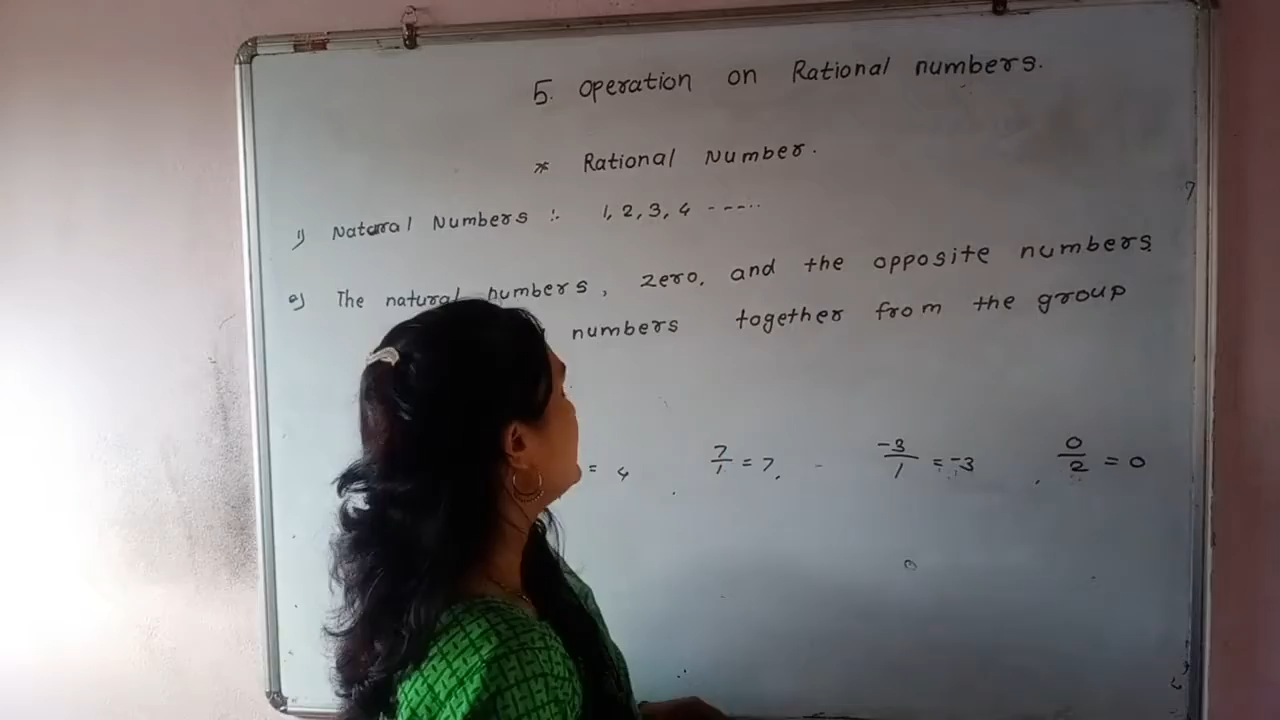 5. Operation on Rational numbers.
* Rational Number.
1) Natural Numbers :- 1, 2, 3, 4 -----
The natural numbers, zero, and the opposite numbers
numbers together from the group
= 4 7/1 = 7, -3/1 = -3 0/2 = 0